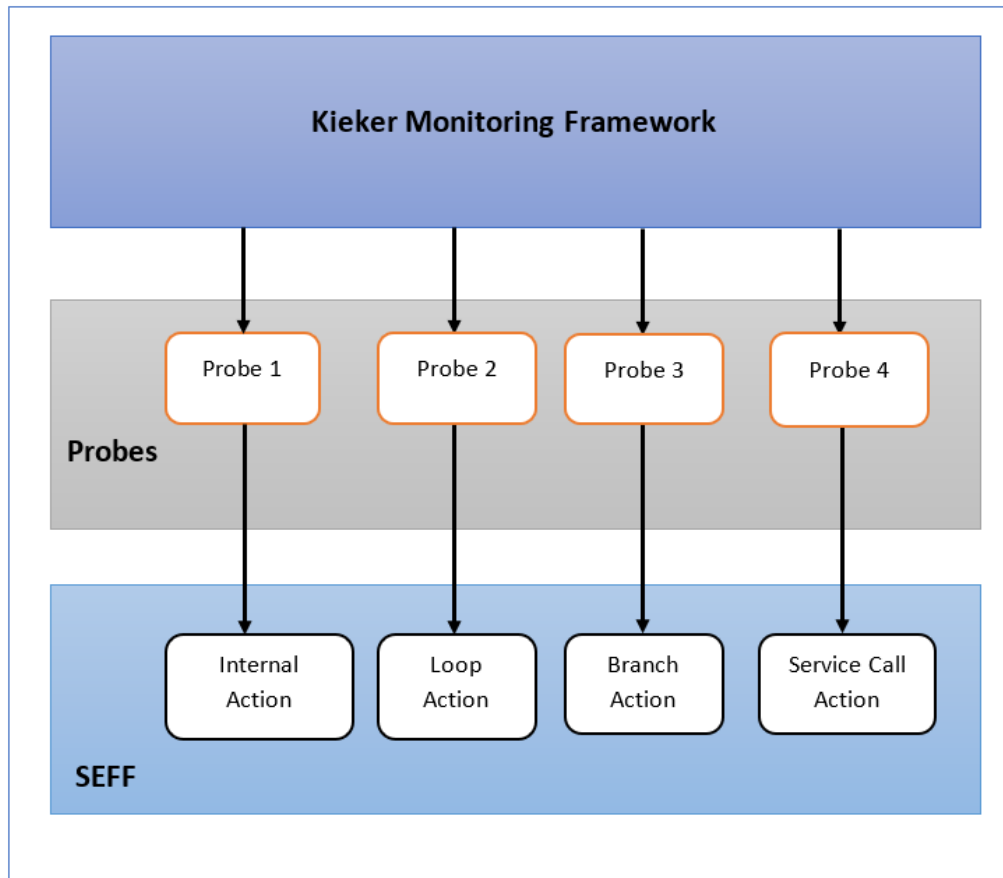 Kieker Monitoring Framework
Probe 1
Probe 2
Probe 3
Probe 4
Probes
Internal
Action
Loop
Action
Branch
Action
Service Call
Action
SEFF